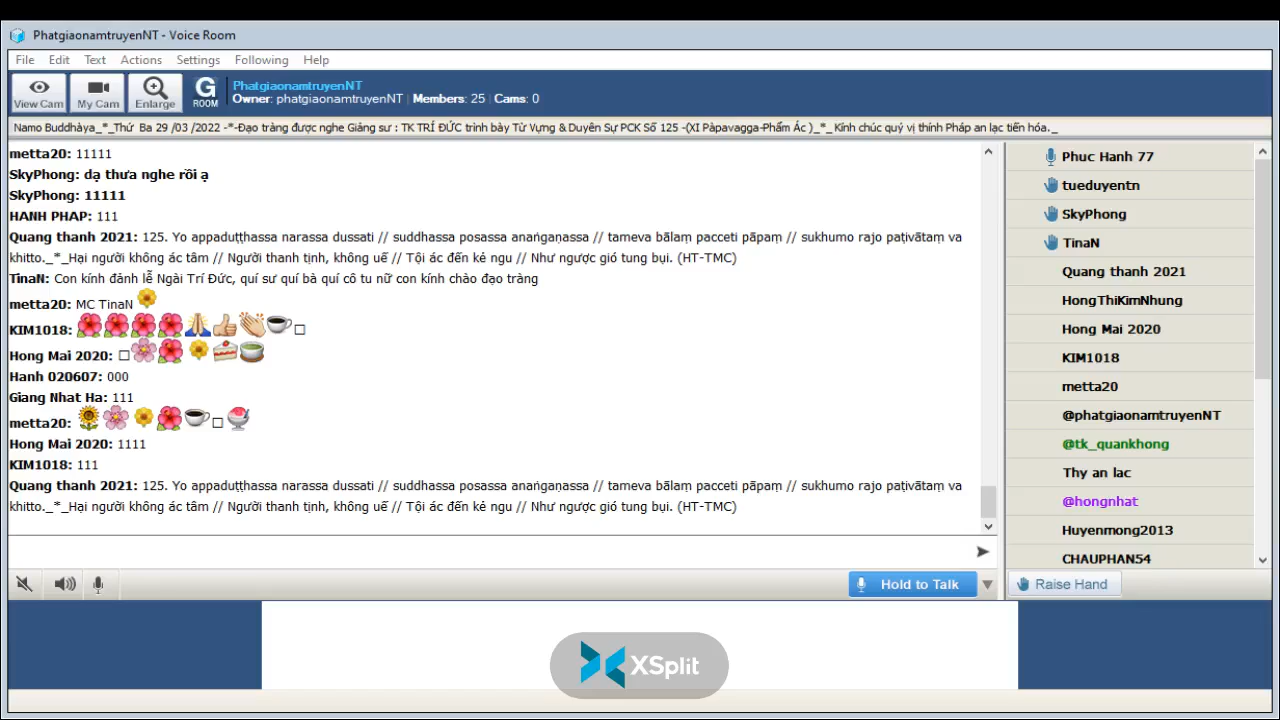 PhatgiaonamtruyenNT - Voice Room
File Edit Text Actions Settings Following Help
View Cam My Cam Enlarge G ROOM
PhatgiaonamtruyenNT
Owner: phatgiaonamtruyenNT | Members: 25 | Cams: 0
Namo Buddhàya_*_Thứ Ba 29 /03 /2022 -*-Đạo tràng được nghe Giảng sư : TK TRÍ ĐỨC trình bày Từ Vựng & Duyên Sự PCK Số 125 -(XI Pàpavagga-Phẩm Ác )_*_ Kính chúc quý vị thính Pháp an lạc tiến hóa._
metta20: 11111
SkyPhong: dạ thưa nghe rồi ạ
SkyPhong: 11111
HANH PHAP: 111
Quang thanh 2021: 125. Yo appaduṭṭhassa narassa dussati // suddhassa posassa anaṅgaṇassa // tameva bālaṃ pacceti pāpaṃ // sukhumo rajo paṭivātaṃ va
khitto._*_Hại người không ác tâm // Người thanh tịnh, không uế // Tội ác đến kẻ ngu // Như ngược gió tung bụi. (HT-TMC)
TinaN: Con kính đảnh lễ Ngài Trí Đức, quí sư quí bà quí cô tu nữ con kính chào đạo tràng
metta20: MC TinaN
KIM1018:
Hong Mai 2020:
Hanh 020607: 000
Giang Nhat Ha: 111
metta20:
Hong Mai 2020: 1111
KIM1018: 111
Quang thanh 2021: 125. Yo appaduṭṭhassa narassa dussati // suddhassa posassa anaṅgaṇassa // tameva bālaṃ pacceti pāpaṃ // sukhumo rajo paṭivātaṃ va
khitto._*_Hại người không ác tâm // Người thanh tịnh, không uế // Tội ác đến kẻ ngu // Như ngược gió tung bụi. (HT-TMC)
Phuc Hanh 77
tueduyentn
SkyPhong
TinaN
Quang thanh 2021
HongThiKimNhung
Hong Mai 2020
KIM1018
metta20
@phatgiaonamtruyenNT
@tk_quankhong
Thy an lac
@hongnhat
Huyenmong2013
CHAUPHAN54
Hold to Talk
Raise Hand
XSplit